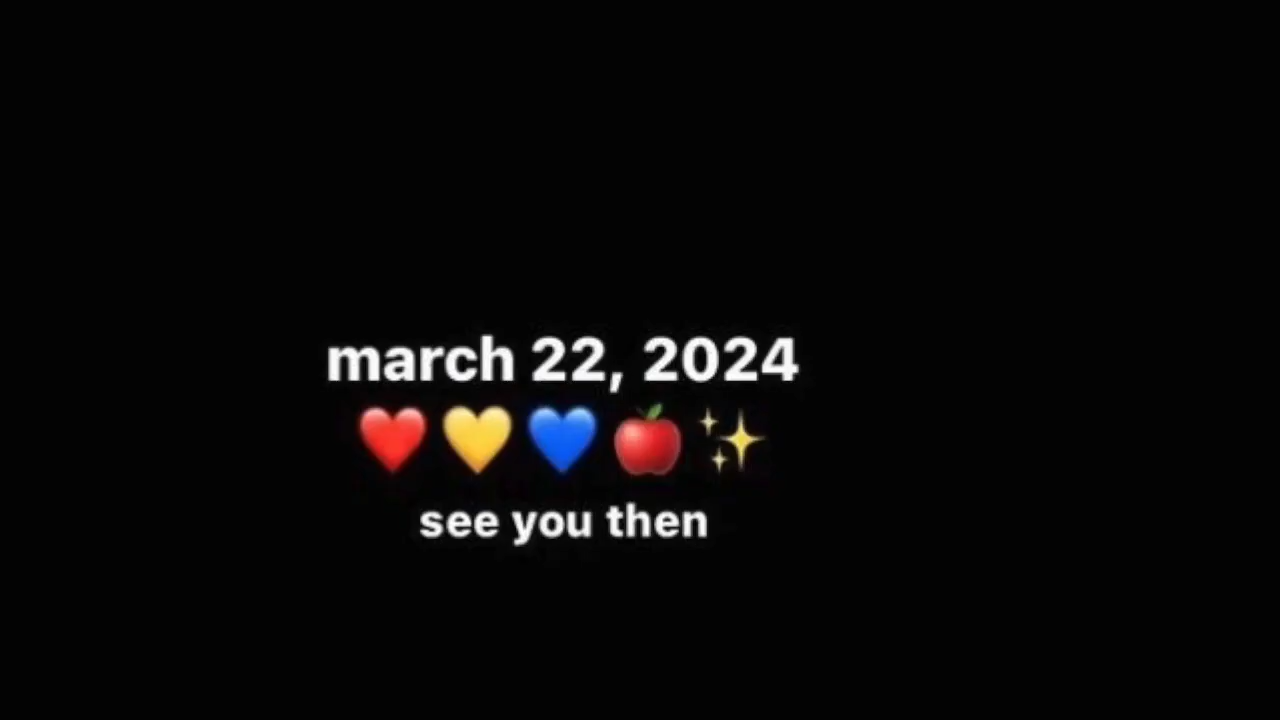 march 22, 2024
❤️💛💙🍎✨
see you then